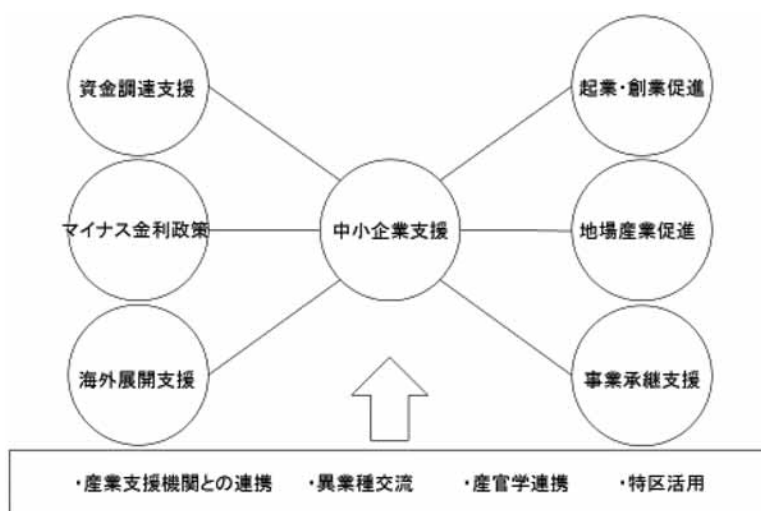 資金調達支援
起業・創業促進
マイナス金利政策
中小企業支援
地場産業促進
海外展開支援
事業承継支援
・産業支援機関との連携 ・異業種交流 ・産官学連携 ・特区活用